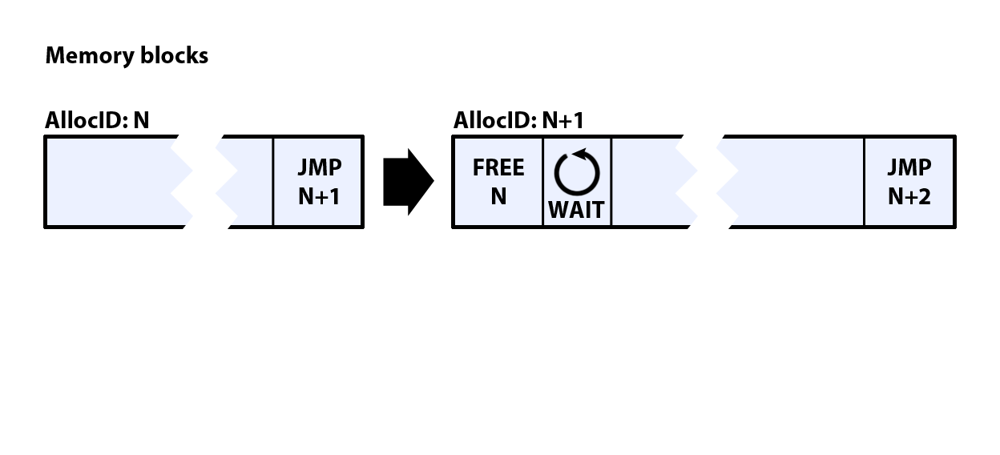 Memory blocks
AllocID: N
JMP
N+1
AllocID: N+1
FREE
N
WAIT
JMP
N+2